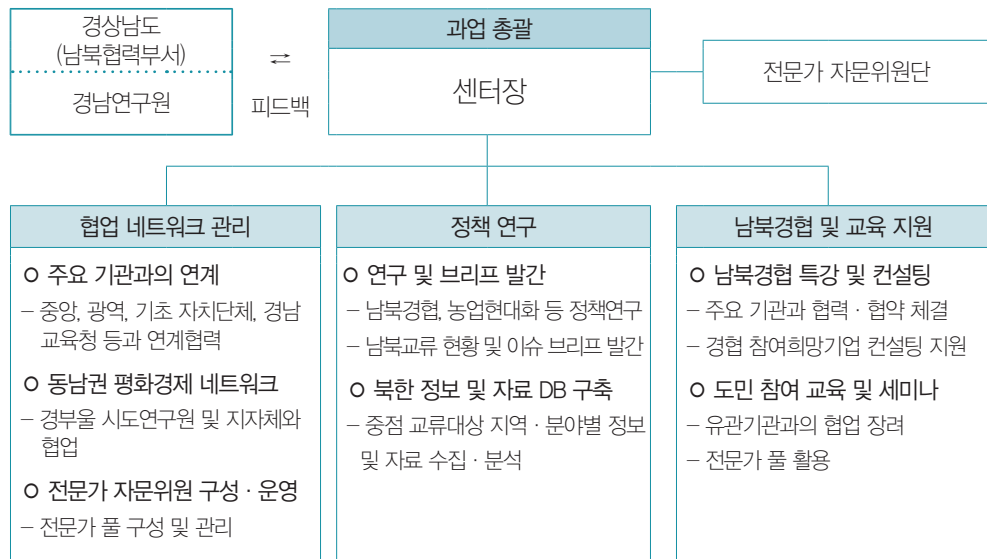 경상남도
(남북협력부서)
경남연구원
⇄
피드백
과업 총괄
센터장
전문가 자문위원단
협업 네트워크 관리
ㅇ 주요 기관과의 연계
– 중앙, 광역, 기초 자치단체, 경남
교육청 등과 연계협력
ㅇ 동남권 평화경제 네트워크
– 경부울 시도연구원 및 지자체와
협업
ㅇ 전문가 자문위원 구성 · 운영
– 전문가 풀 구성 및 관리
정책 연구
ㅇ 연구 및 브리프 발간
– 남북경협, 농업현대화 등 정책연구
– 남북교류 현황 및 이슈 브리프 발간
ㅇ 북한 정보 및 자료 DB 구축
– 중점 교류대상 지역 · 분야별 정보
및 자료 수집 · 분석
남북경협 및 교육 지원
ㅇ 남북경협 특강 및 컨설팅
– 주요 기관과 협력 · 협약 체결
– 경협 참여희망기업 컨설팅 지원
ㅇ 도민 참여 교육 및 세미나
– 유관기관과의 협업 장려
– 전문가 풀 활용